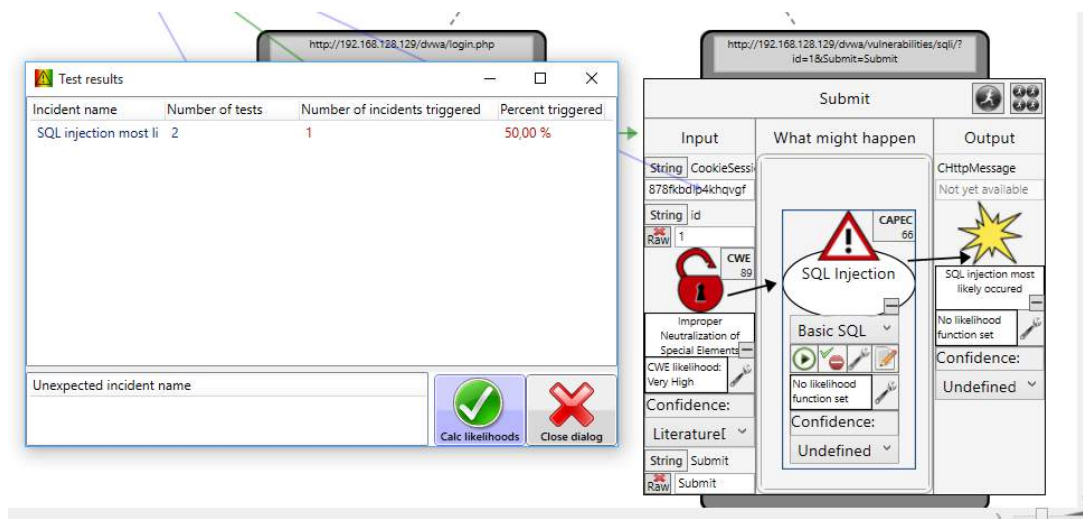 http://192.168.128.129/dvwa/login.php
http://192.168.128.129/dvwa/vulnerabilities/sqli/?
id=1&Submit=Submit
Test results
Incident name Number of tests Number of incidents triggered Percent triggered
SQL injection most li 2 1 50,00 %
Unexpected incident name
Calc likelihoods
Close dialog
Submit
Input
What might happen
Output
String CookieSessi
878fkbdlp4khqvgf
String id
Raw 1
CWE
89
Improper
Neutralization of
Special Elements
CWE likelihood:
Very High
Confidence:
Literature[
String Submit
Raw Submit
CAPEC
66
SQL Injection
Basic SQL
No likelihood
function set
Confidence:
Undefined
CHttpMessage
Not yet available
SQL injection most
likely occured
No likelihood
function set
Confidence:
Undefined